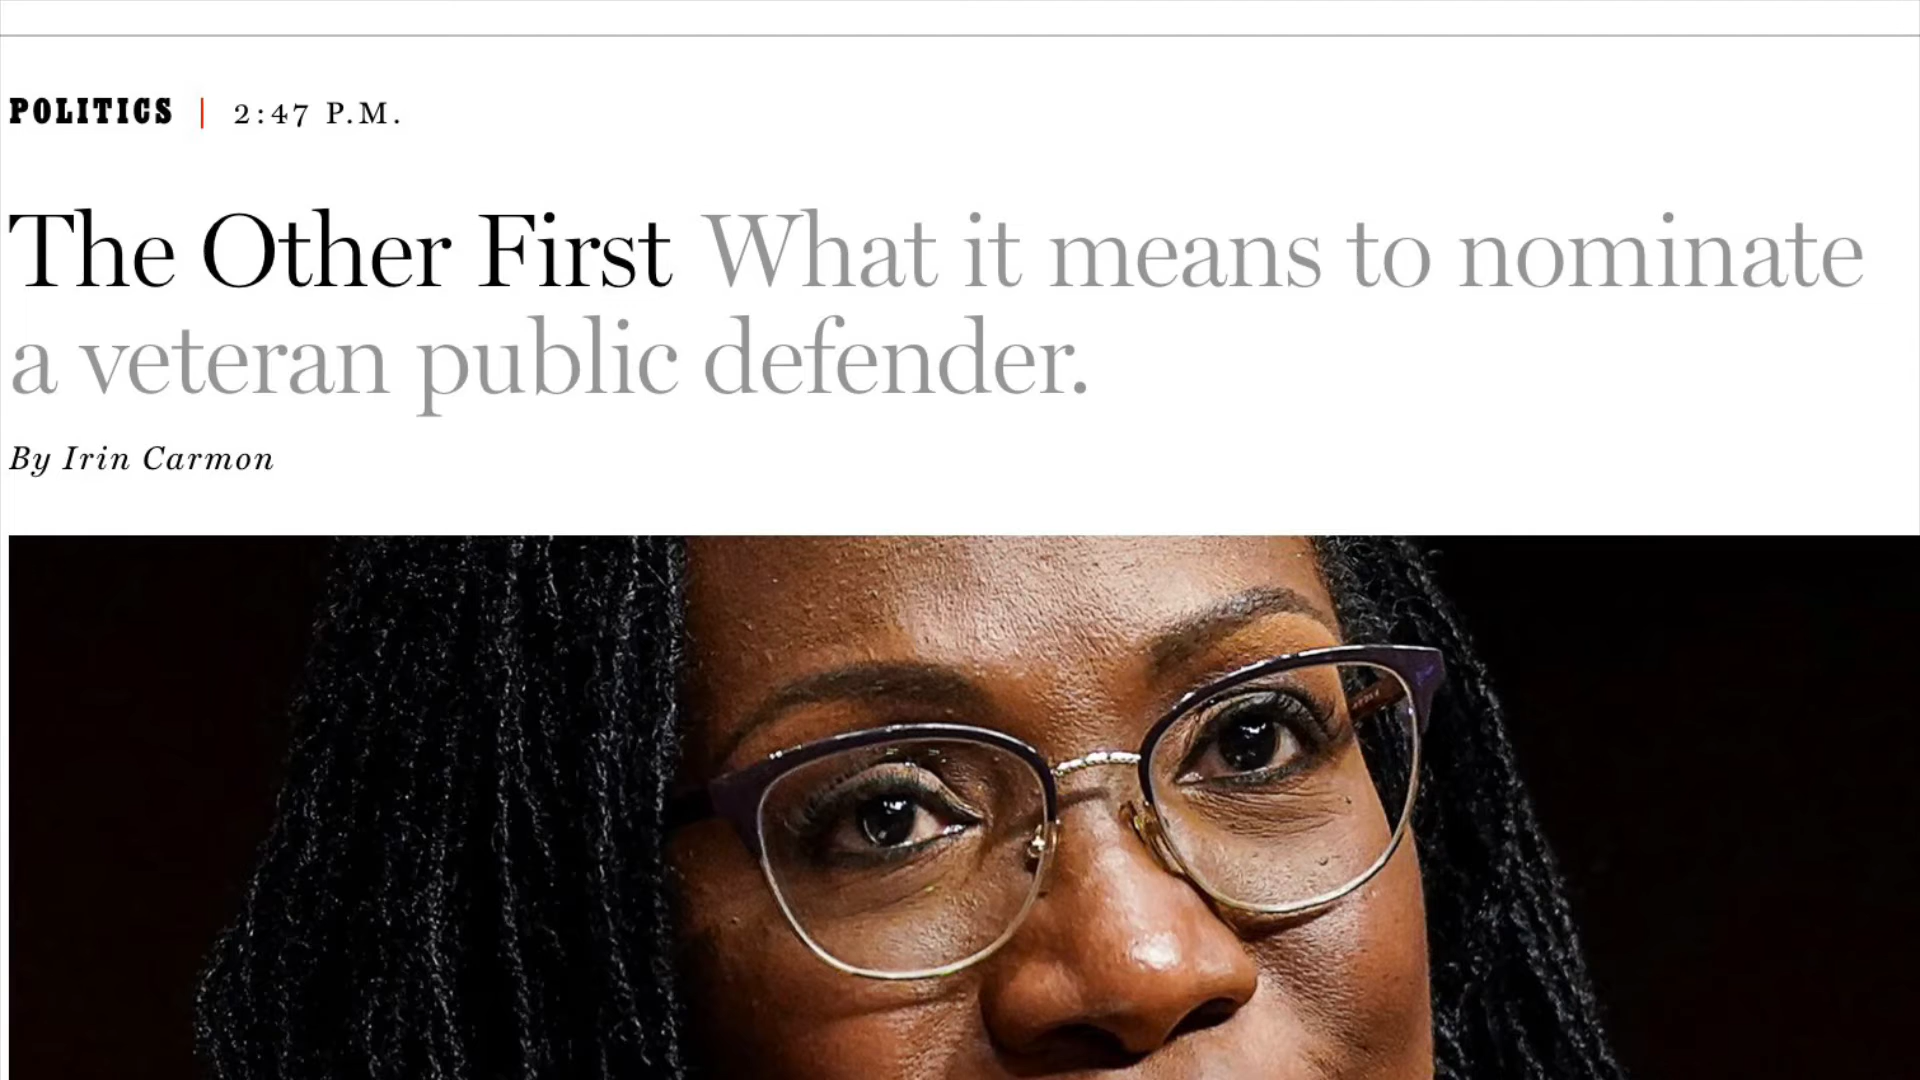 POLITICS | 2:47 P.M.
The Other First What it means to nominate
a veteran public defender.
By Irin Carmon